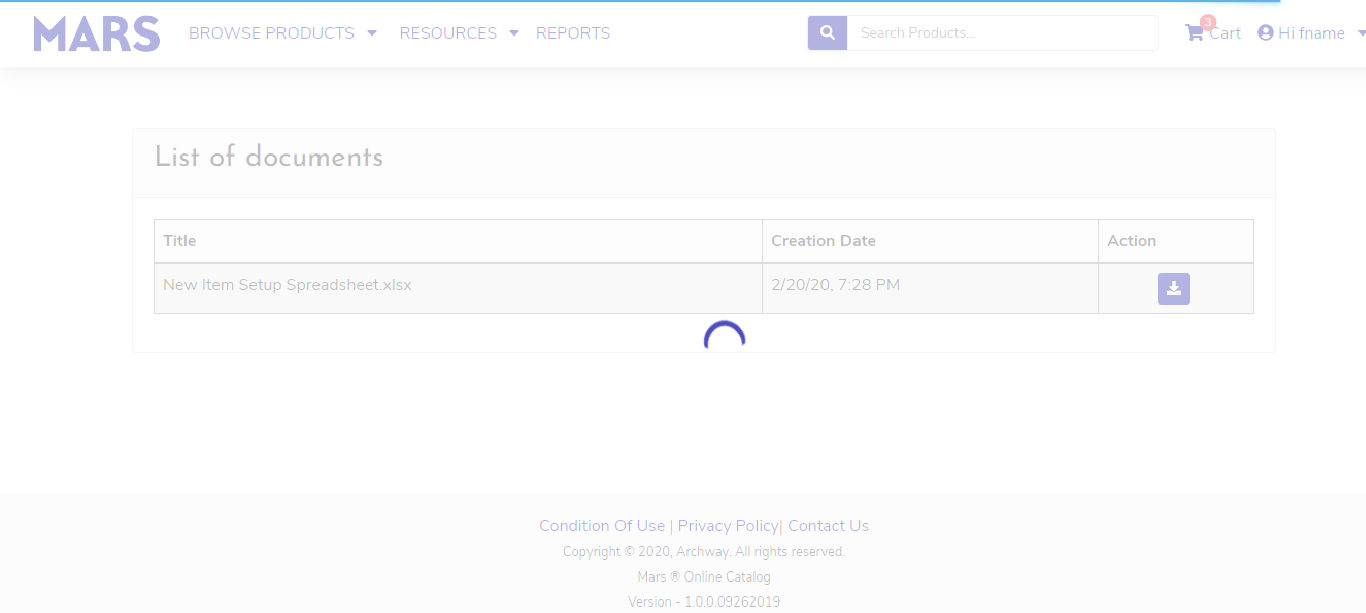 MARS BROWSE PRODUCTS RESOURCES REPORTS Search Products... 3 Cart Hi fname
List of documents
Title Creation Date Action
New Item Setup Spreadsheet.xlsx 2/20/20, 7:28 PM
Condition Of Use | Privacy Policy| Contact Us
Copyright © 2020, Archway. All rights reserved.
Mars ® Online Catalog
Version - 1.0.0.09262019